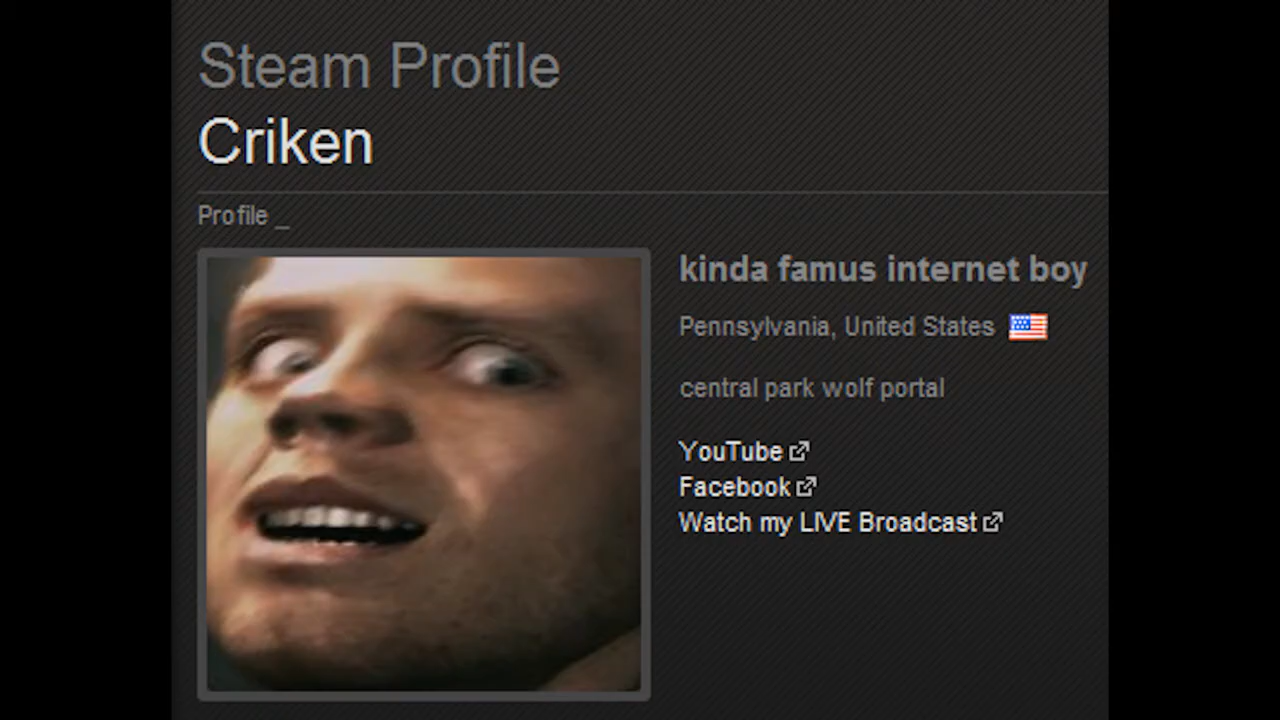 Steam Profile
Criken
Profile _
kinda famus internet boy
Pennsylvania, United States
central park wolf portal
YouTube
Facebook
Watch my LIVE Broadcast